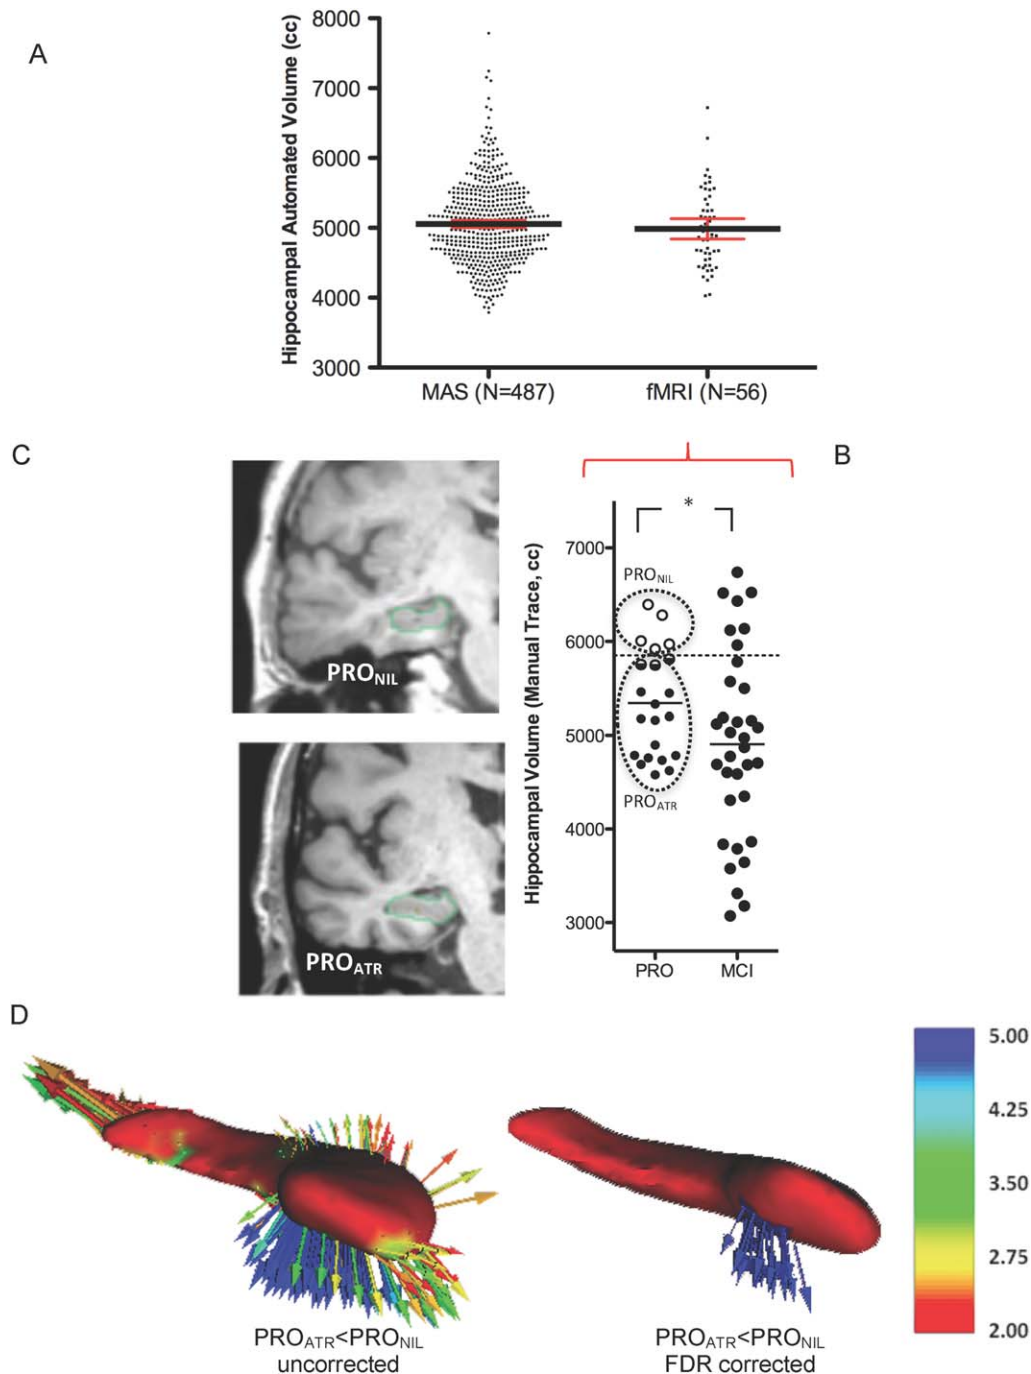 A
Hippocampal Automated Volume (cc)
8000
7000
6000
5000
4000
3000
MAS (N=487)
fMRI (N=56)
C
PRONIL
PROATR
B
*
Hippocampal Volume (Manual Trace, cc)
7000
6000
5000
4000
3000
PRONIL
PROATR
PRO
MCI
D
PROATR<PRONIL
uncorrected
PROATR<PRONIL
FDR corrected
5.00
4.25
3.50
2.75
2.00